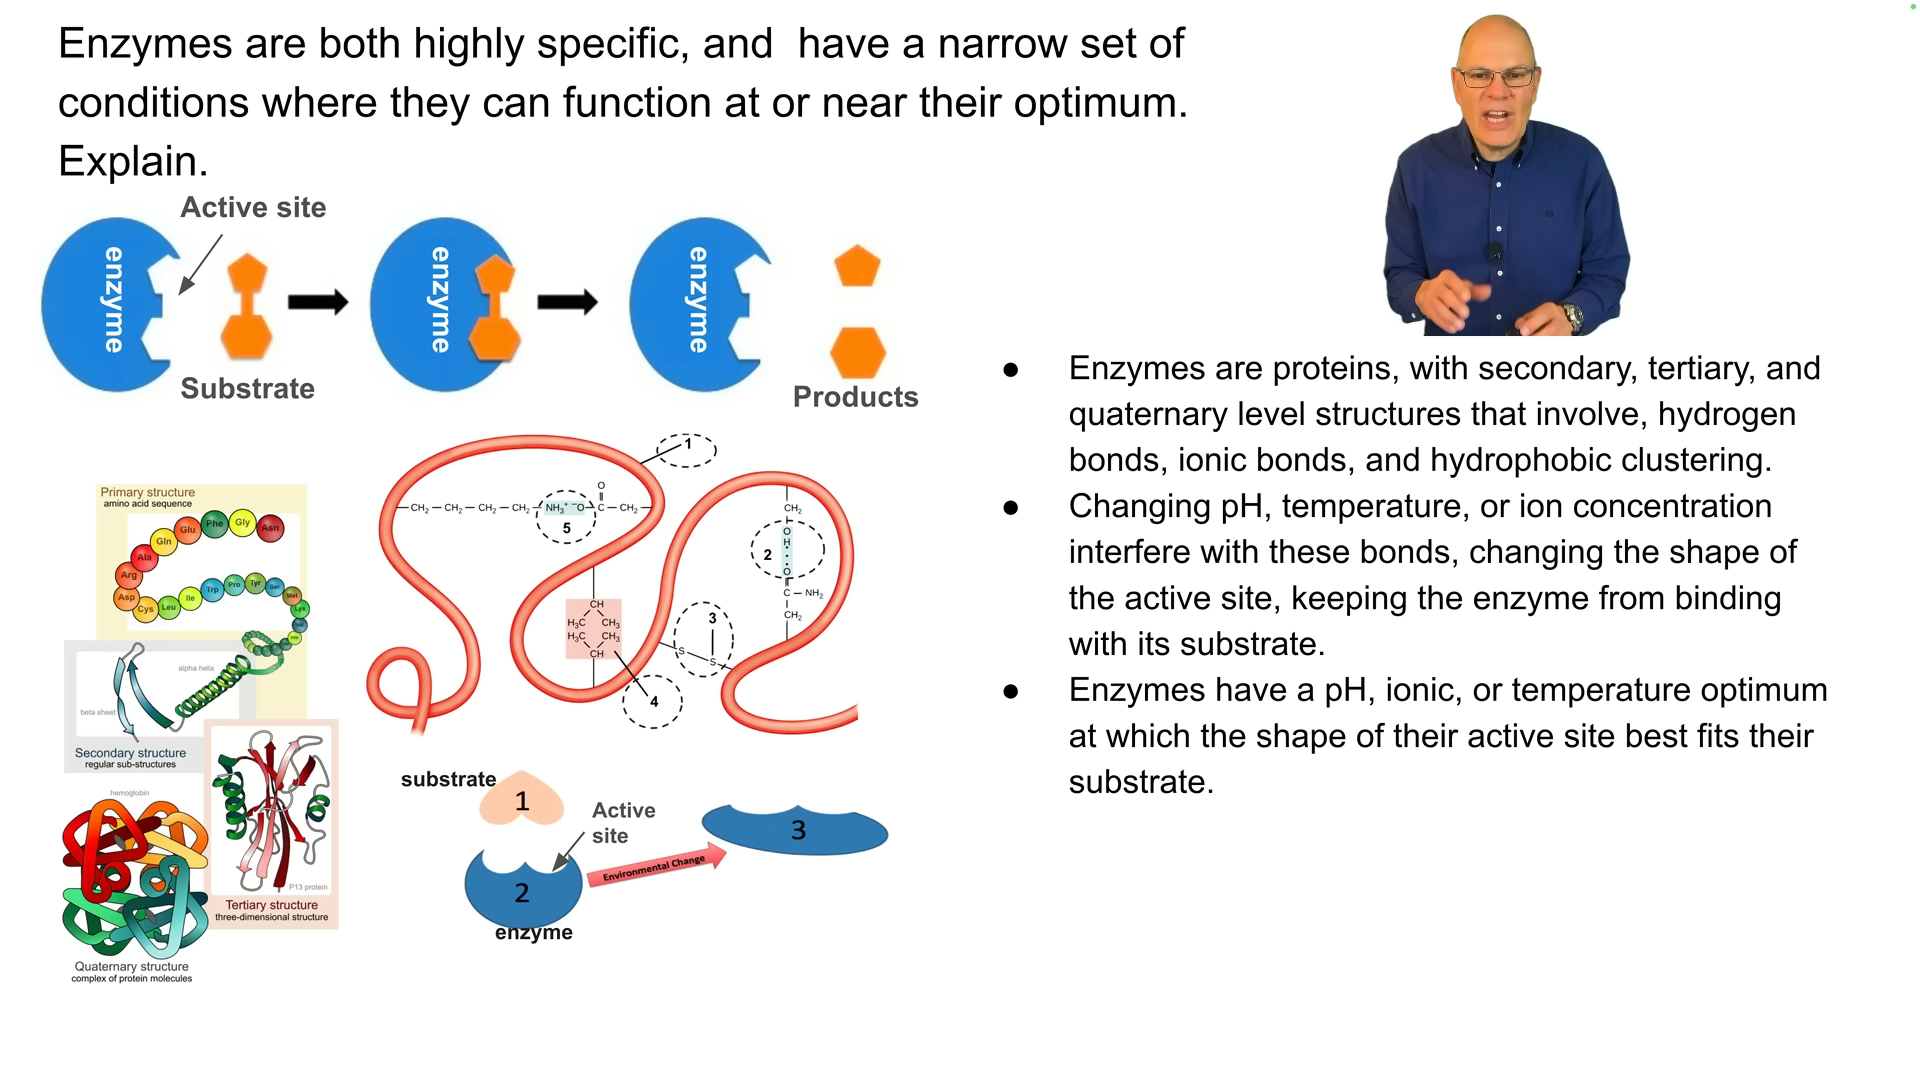 Enzymes are both highly specific, and  have a narrow set of
conditions where they can function at or near their optimum.
Explain.
Active site
enzyme
enzyme
enzyme
Substrate
Products
● Enzymes are proteins, with secondary, tertiary, and
quaternary level structures that involve, hydrogen
bonds, ionic bonds, and hydrophobic clustering.
● Changing pH, temperature, or ion concentration
interfere with these bonds, changing the shape of
the active site, keeping the enzyme from binding
with its substrate.
● Enzymes have a pH, ionic, or temperature optimum
at which the shape of their active site best fits their
substrate.
Primary structure
amino acid sequence
Asn
Gly
Phe
Glu
Gln
Ala
Arg
Asp
Cys
Leu
Ile
Trp
Pro
Tyr
Ser
Met
Lys
alpha helix
beta sheet
Secondary structure
regular sub-structures
P13 protein
Tertiary structure
three-dimensional structure
hemoglobin
Quaternary structure
complex of protein molecules
1
O
CH₂ — CH₂ — CH₂ — CH₂ — NH₃⁺ ⁻O — C — CH₂
5
CH₂
O
H
O
C — NH₂
CH₂
2
CH
H₃C CH₃
H₃C CH₃
CH
4
3
S
S
substrate
1
Active
site
2
enzyme
Environmental Change
3